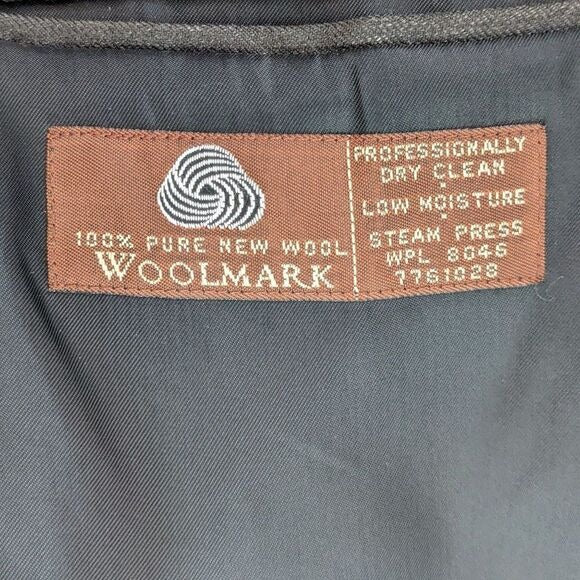 100% PURE NEW WOOL
WOOLMARK
PROFESSIONALLY
DRY CLEAN
LOW MOISTURE
STEAM PRESS
WPL 8046
7761028